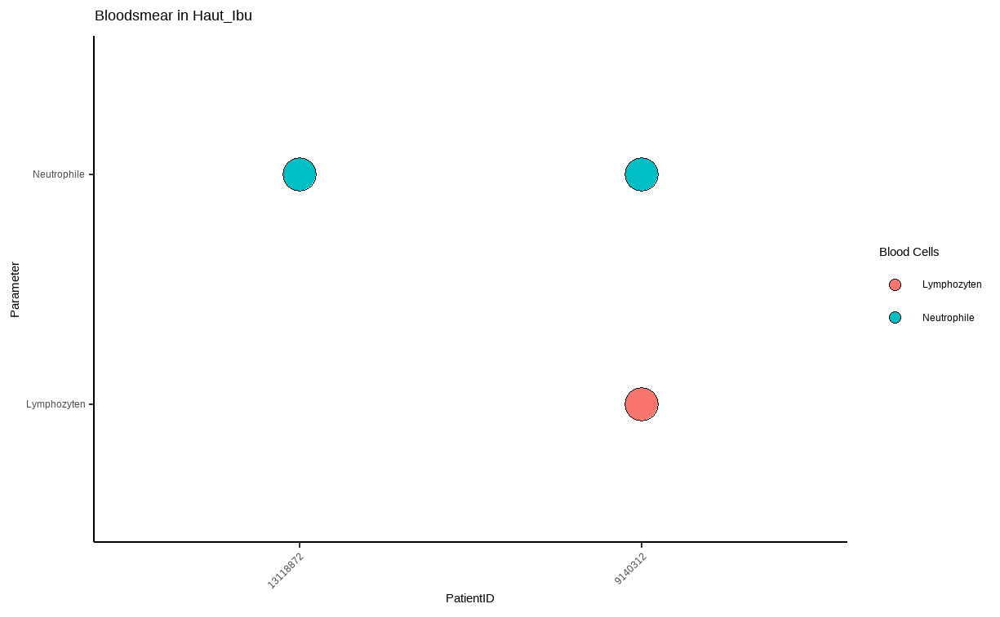 Bloodsmear in Haut_Ibu
Neutrophile
Lymphozyten
Parameter
13118872
9140312
PatientID
Blood Cells
Lymphozyten
Neutrophile